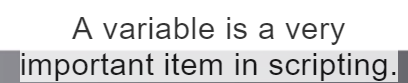 A variable is a very
important item in scripting.